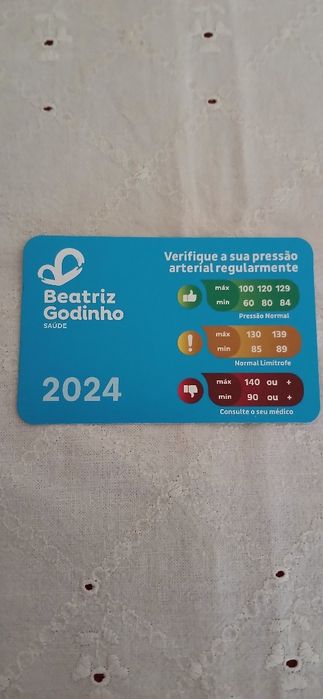 Beatriz
Godinho
SAÚDE
2024
Verifique a sua pressão
arterial regularmente
máx 100 120 129
min 60 80 84
Pressão Normal
! máx 130 139
min 85 89
Normal Limítrofe
máx 140 ou +
min 90 ou +
Consulte o seu médico